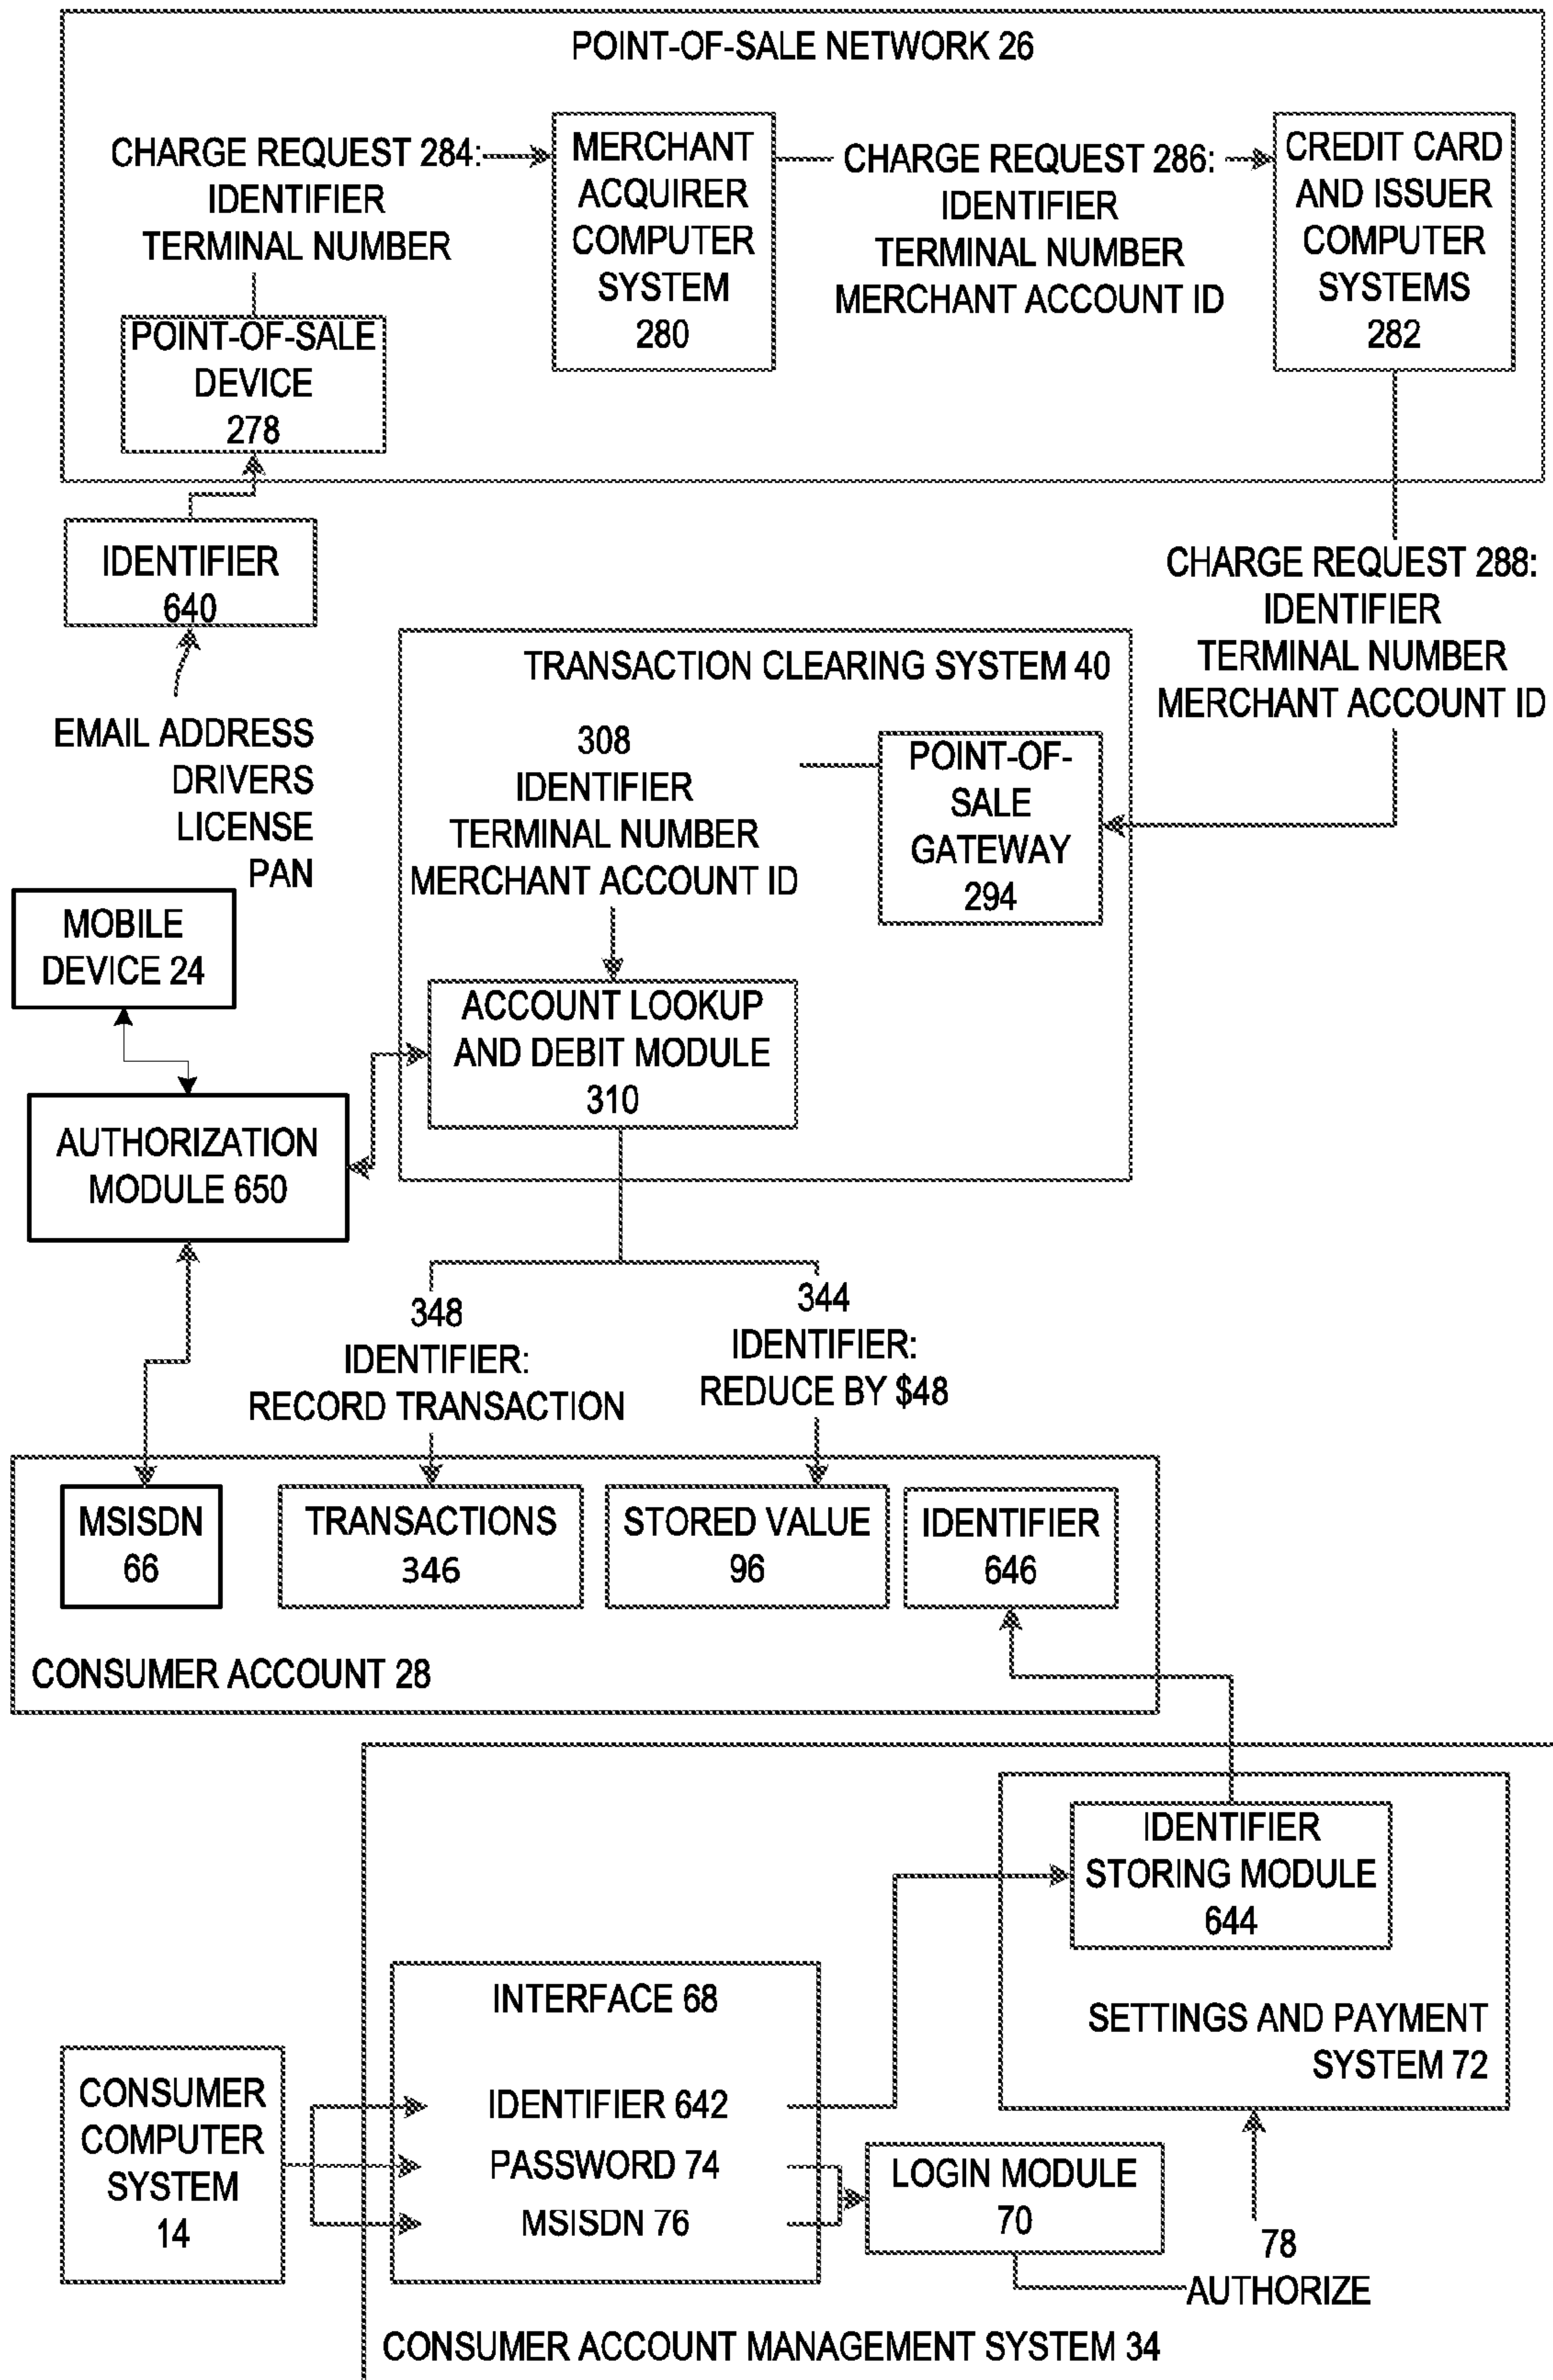 POINT-OF-SALE NETWORK 26
CHARGE REQUEST 284:
IDENTIFIER
TERMINAL NUMBER
MERCHANT
ACQUIRER
COMPUTER
SYSTEM
280
CHARGE REQUEST 286:
IDENTIFIER
TERMINAL NUMBER
MERCHANT ACCOUNT ID
CREDIT CARD
AND ISSUER
COMPUTER
SYSTEMS
282
POINT-OF-SALE
DEVICE
278
IDENTIFIER
640
CHARGE REQUEST 288:
IDENTIFIER
TERMINAL NUMBER
MERCHANT ACCOUNT ID
EMAIL ADDRESS
DRIVERS
LICENSE
PAN
TRANSACTION CLEARING SYSTEM 40
308
IDENTIFIER
TERMINAL NUMBER
MERCHANT ACCOUNT ID
POINT-OF-
SALE
GATEWAY
294
MOBILE
DEVICE 24
ACCOUNT LOOKUP
AND DEBIT MODULE
310
AUTHORIZATION
MODULE 650
348
IDENTIFIER:
RECORD TRANSACTION
344
IDENTIFIER:
REDUCE BY $48
MSISDN
66
TRANSACTIONS
346
STORED VALUE
96
IDENTIFIER
646
CONSUMER ACCOUNT 28
IDENTIFIER
STORING MODULE
644
SETTINGS AND PAYMENT
SYSTEM 72
INTERFACE 68
IDENTIFIER 642
PASSWORD 74
MSISDN 76
CONSUMER
COMPUTER
SYSTEM
14
LOGIN MODULE
70
78
AUTHORIZE
CONSUMER ACCOUNT MANAGEMENT SYSTEM 34